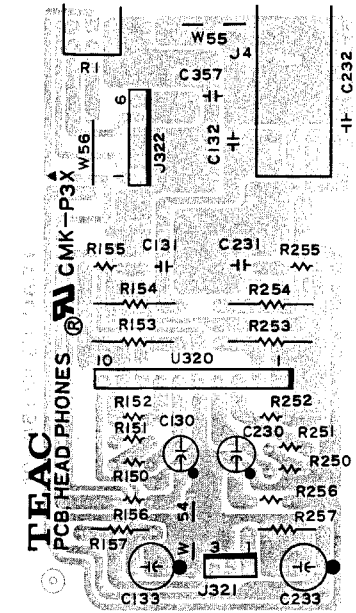 W55
J4
R1
C357
C232
6
J322
1
W56
C132
R155
C131
C231
R255
R154
R254
R153
R253
10
U320
1
R152
C130
R252
R151
C230
R251
R150
R250
R156
54
R256
R157
W
3
1
R257
C133
J321
C233
TEAC
PCB HEAD PHONES ® CMK-P3X